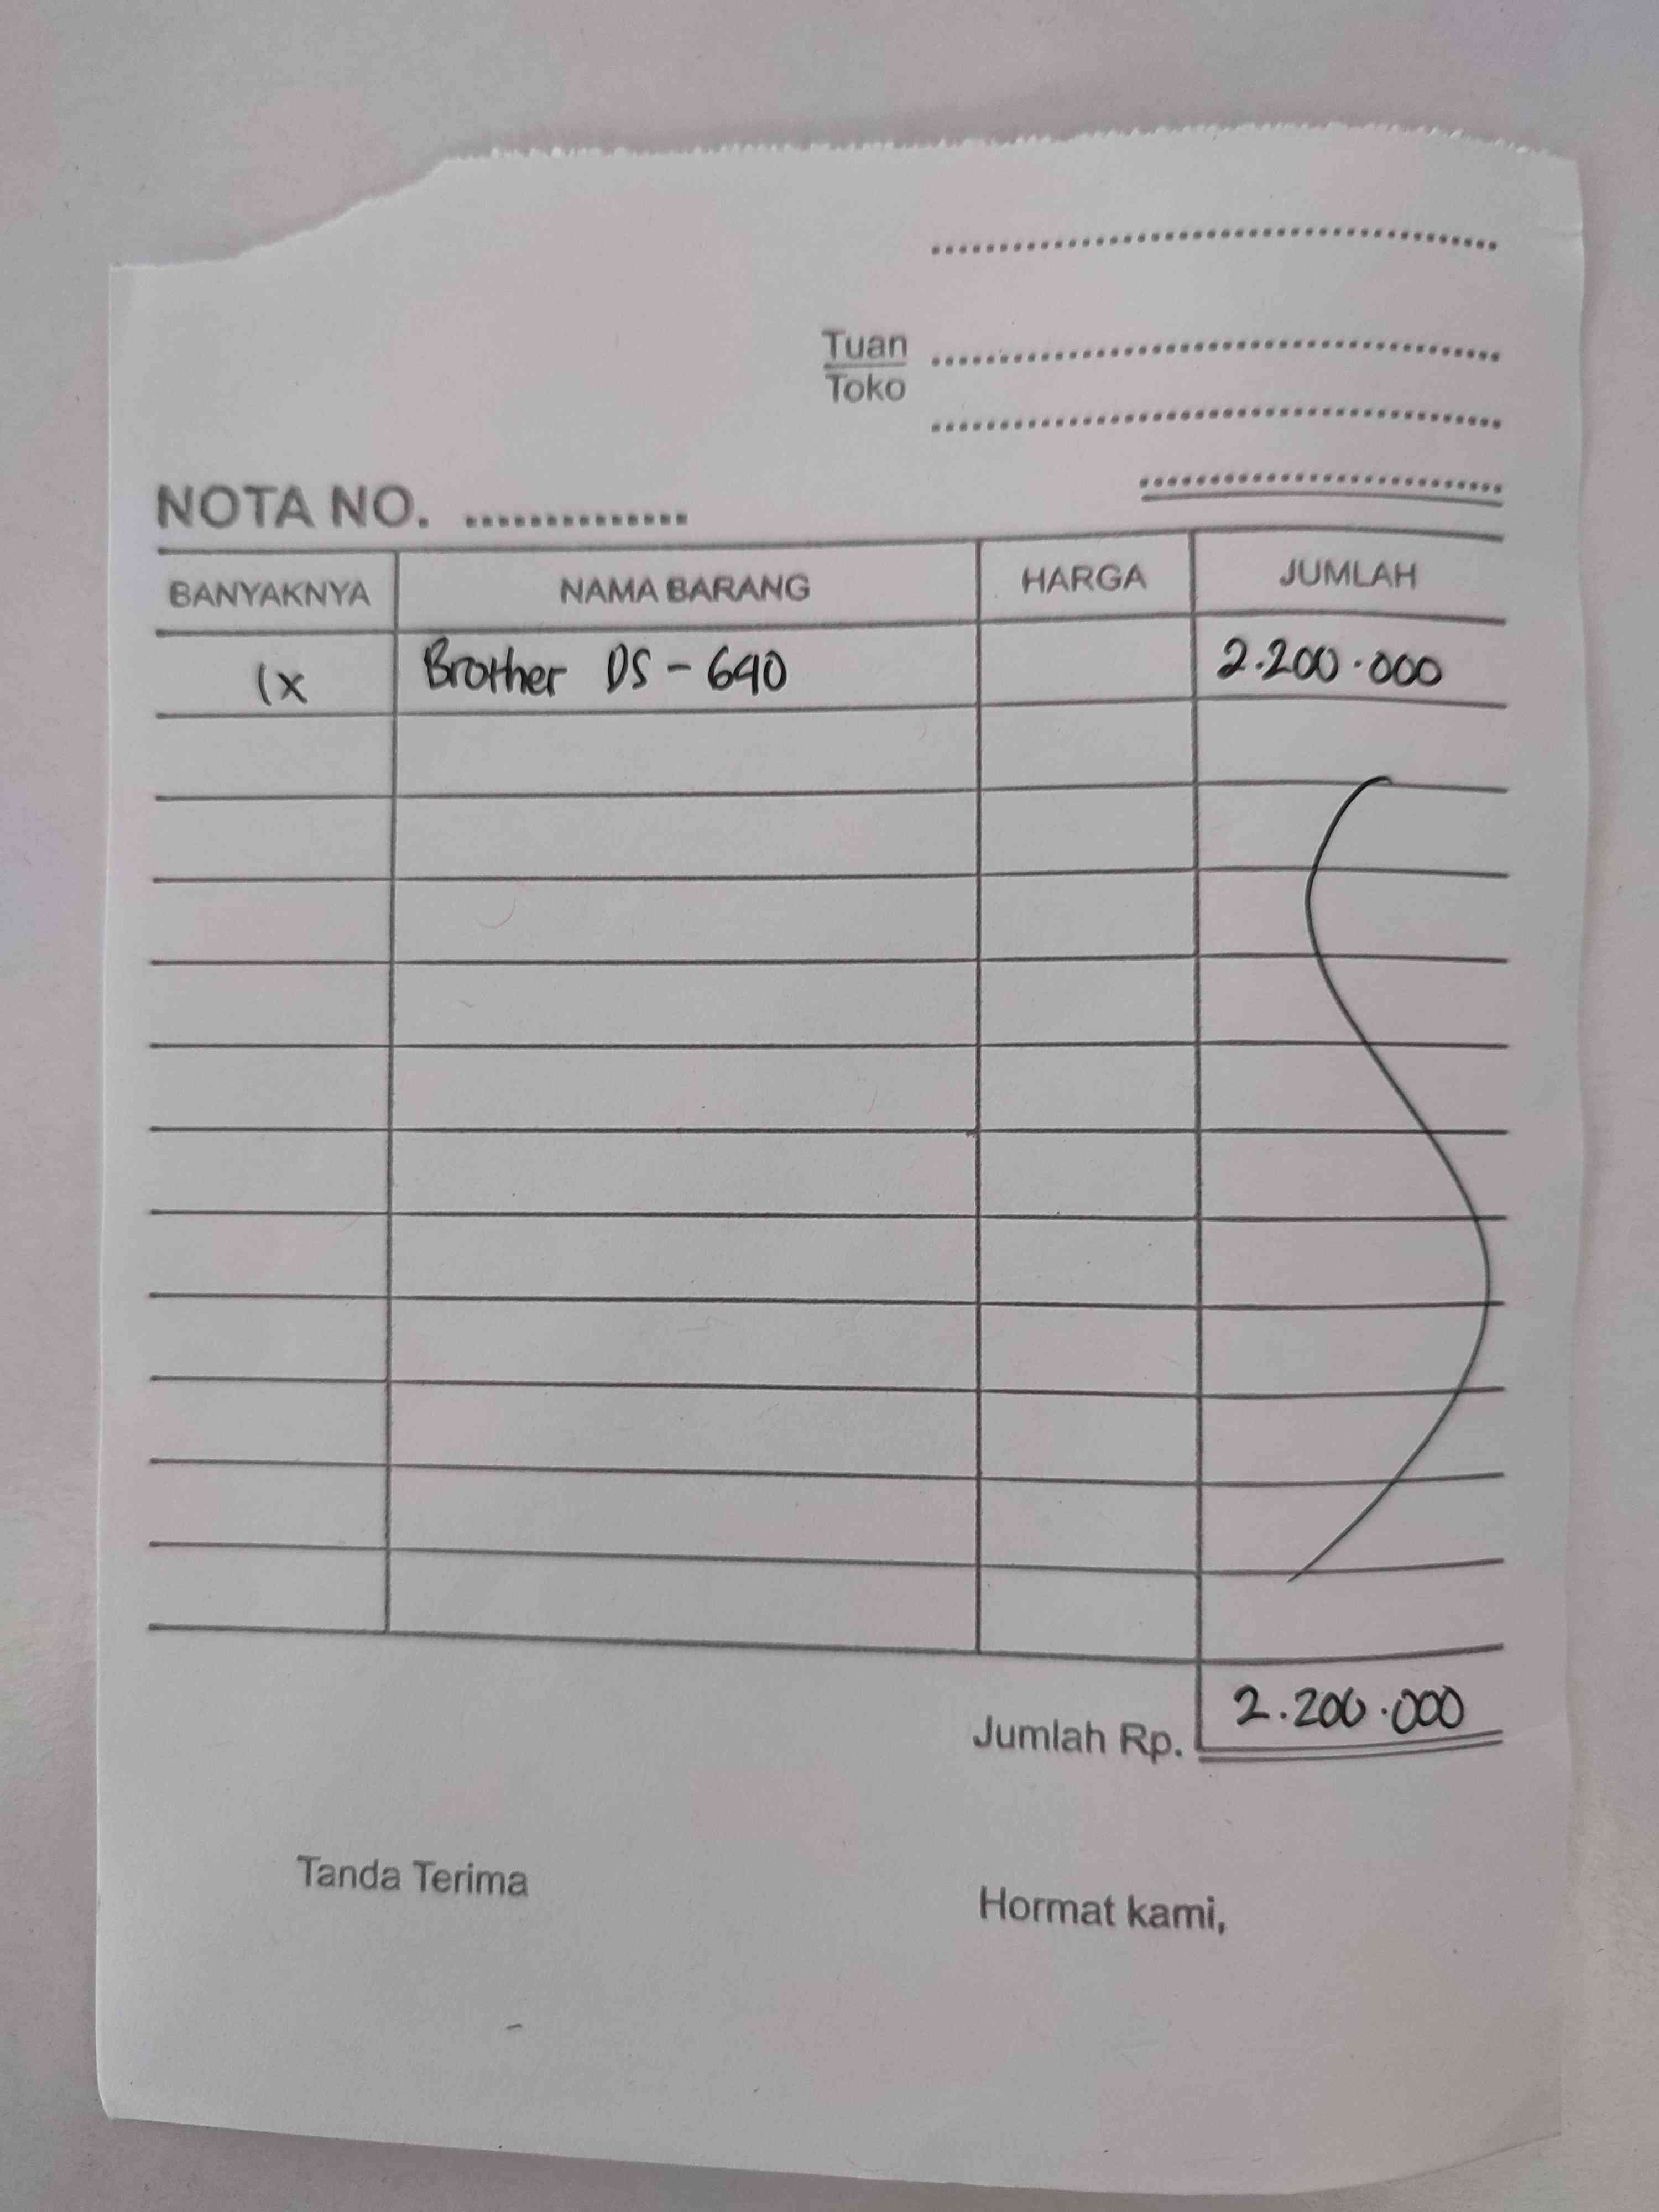 Tuan
Toko
NOTA NO. ..............
BANYAKNYA NAMA BARANG HARGA JUMLAH
1x Brother DS - 640 2.200.000
Jumlah Rp. 2.200.000
Tanda Terima Hormat kami,